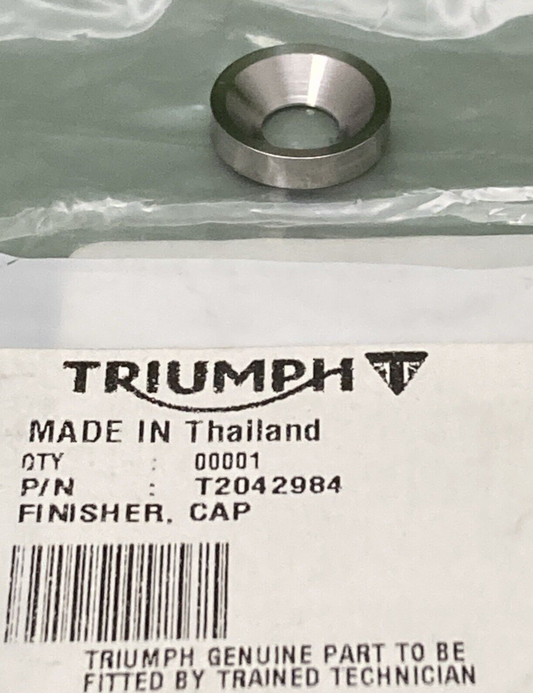 TRIUMPH
MADE IN Thailand
QTY : 00001
P/N : T2042984
FINISHER, CAP
TRIUMPH GENUINE PART TO BE
FITTED BY TRAINED TECHNICIAN